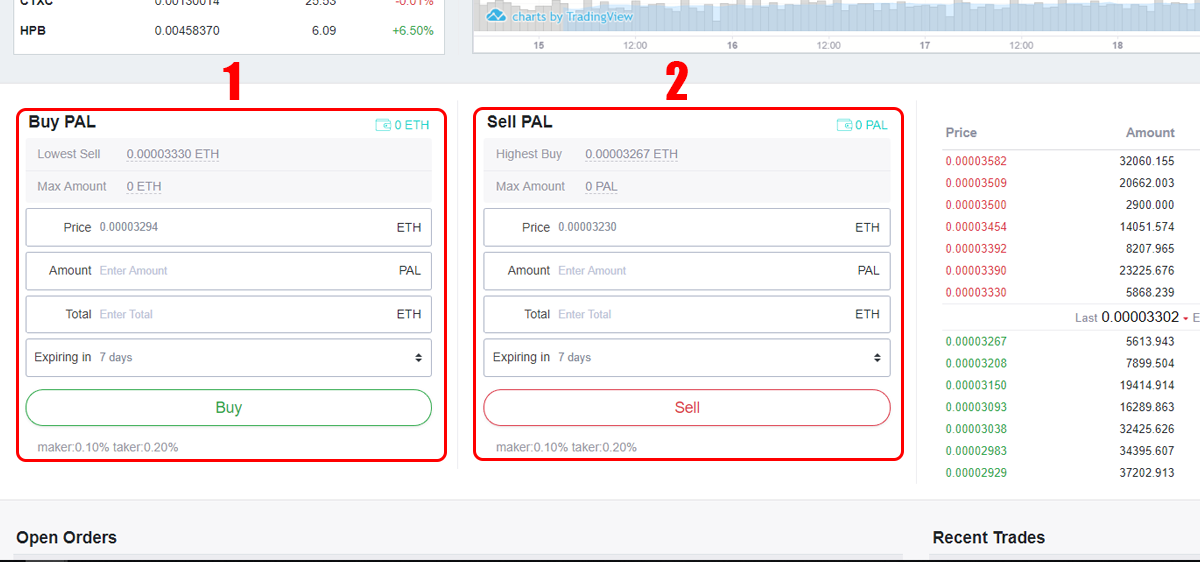 CTXC 0.00130014 25.53 -0.01%
HPB 0.00458370 6.09 +6.50%
charts by TradingView
15 12:00 16 12:00 17 12:00 18
1
2
Buy PAL 0 ETH
Lowest Sell 0.00003330 ETH
Max Amount 0 ETH
Price 0.00003294 ETH
Amount Enter Amount PAL
Total Enter Total ETH
Expiring in 7 days
Buy
maker:0.10% taker:0.20%
Sell PAL 0 PAL
Highest Buy 0.00003267 ETH
Max Amount 0 PAL
Price 0.00003230 ETH
Amount Enter Amount PAL
Total Enter Total ETH
Expiring in 7 days
Sell
maker:0.10% taker:0.20%
Price Amount
0.00003582 32060.155
0.00003509 20662.003
0.00003500 2900.000
0.00003454 14051.574
0.00003392 8207.965
0.00003390 23225.676
0.00003330 5868.239
Last 0.00003302 E
0.00003267 5613.943
0.00003208 7899.504
0.00003150 19414.914
0.00003093 16289.863
0.00003038 32425.626
0.00002983 34395.607
0.00002929 37202.913
Open Orders
Recent Trades